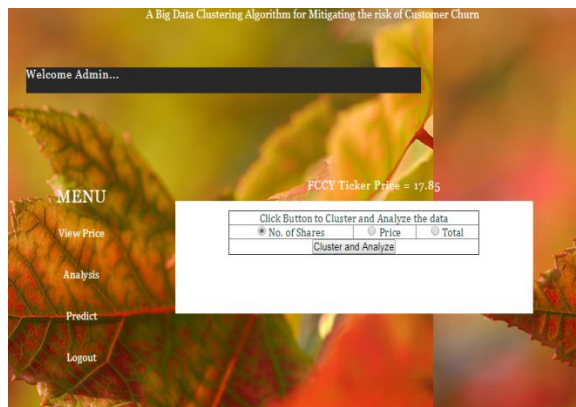 A Big Data Clustering Algorithm for Mitigating the risk of Customer Churn
Welcome Admin...
FCCY Ticker Price = 17.85
MENU
View Price
Analysis
Predict
Logout
Click Button to Cluster and Analyze the data
No. of Shares Price Total
Cluster and Analyze